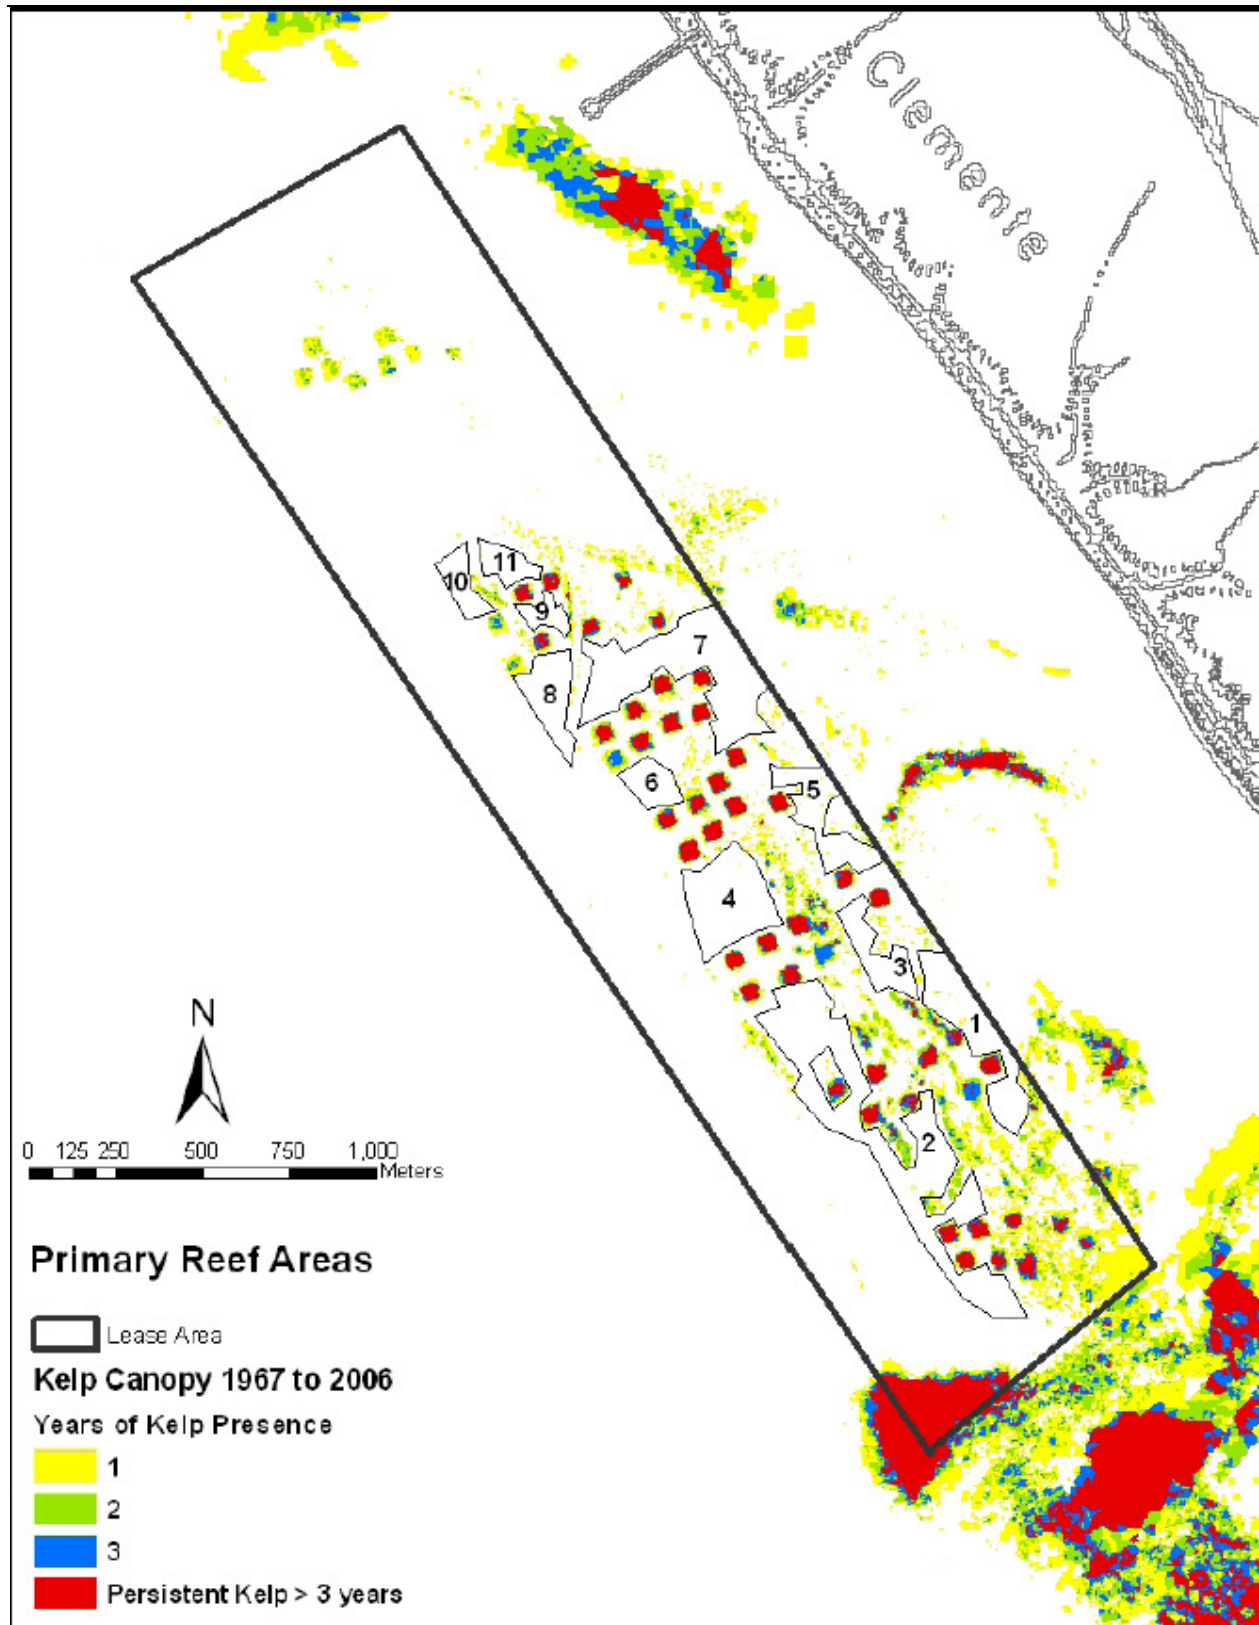 Clemente
11
10
9
7
8
6
5
4
3
1
2
N
0 125 250 500 750 1,000
Meters
Primary Reef Areas
Lease Area
Kelp Canopy 1967 to 2006
Years of Kelp Presence
1
2
3
Persistent Kelp > 3 years